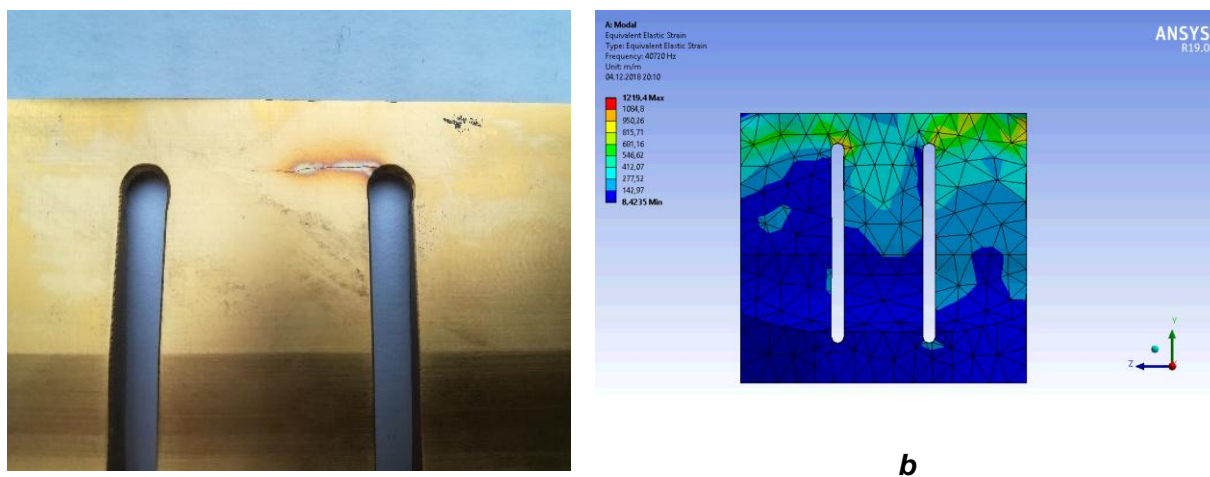 A: Modal
Equivalent Elastic Strain
Type: Equivalent Elastic Strain
Frequency: 40720 Hz
Unit: m/m
04.12.2018 20:10
1219,4 Max
1084,8
950,26
815,71
681,16
546,62
412,07
277,52
142,97
8,4235 Min
ANSYS
R19.0
Y
Z
b